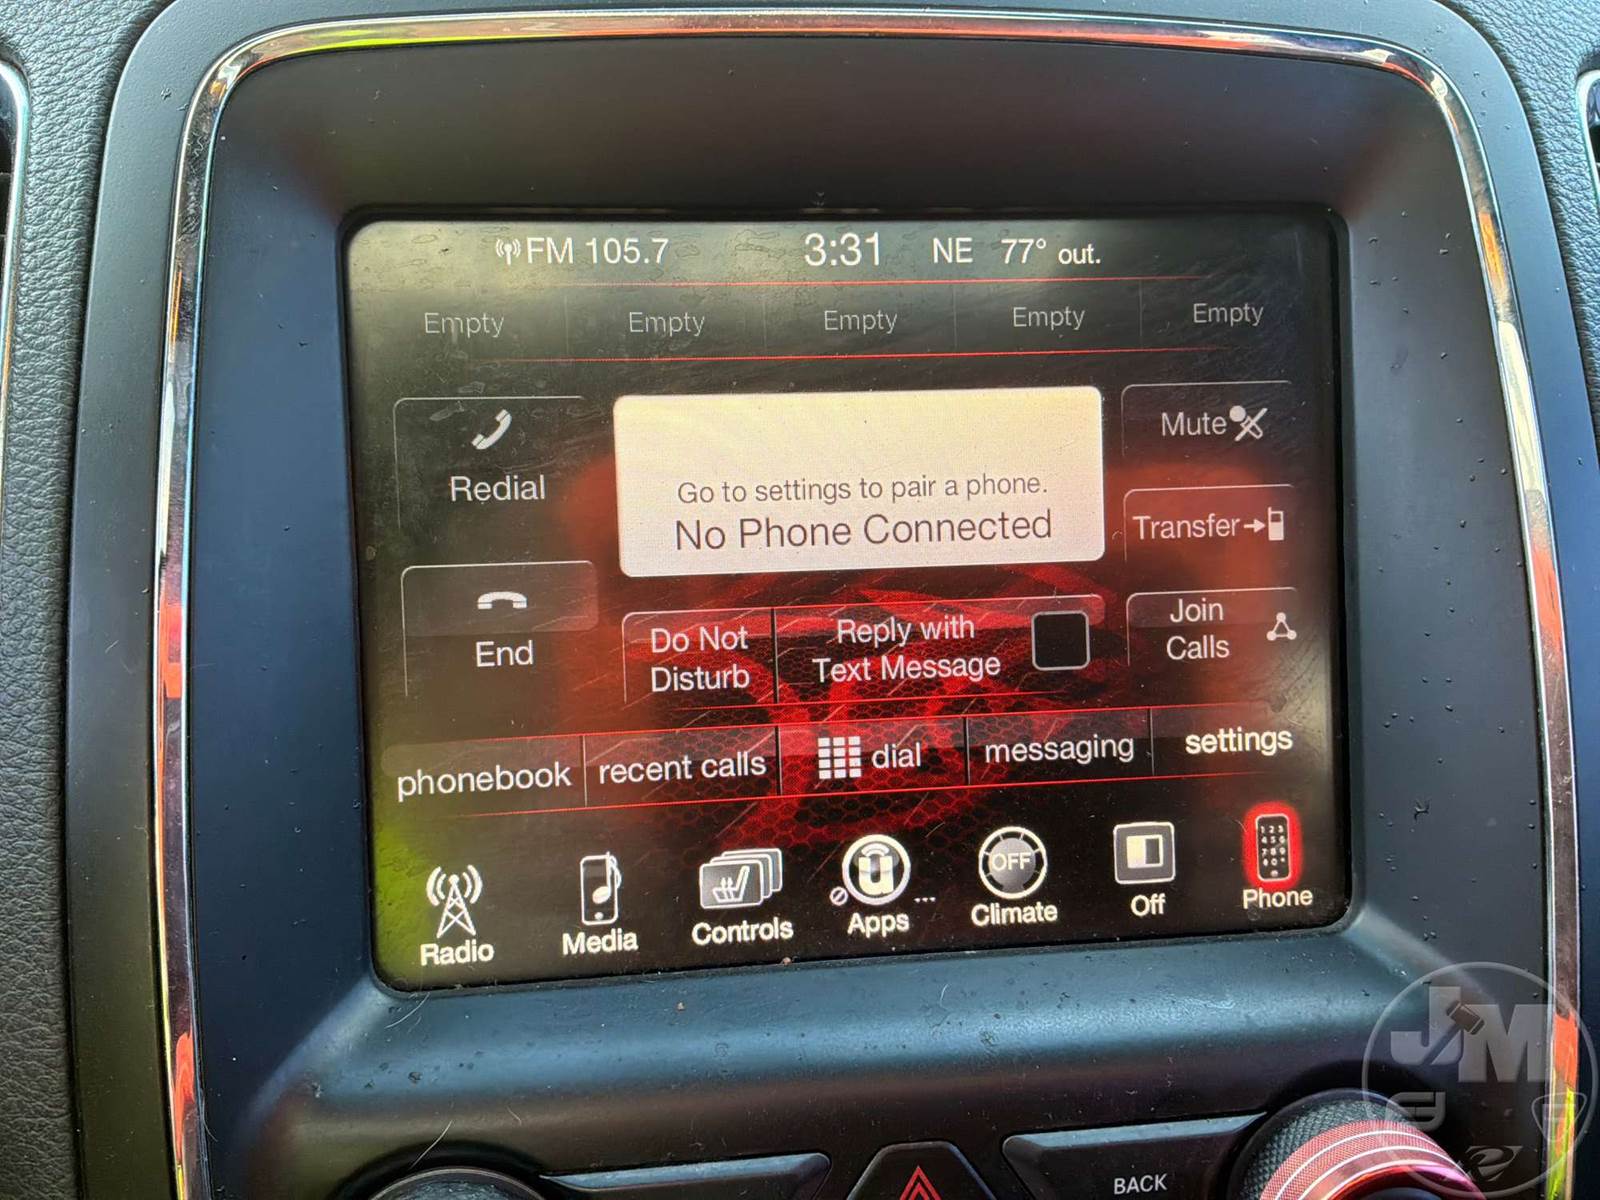 FM 105.7 3:31 NE 77° out.
Empty Empty Empty Empty Empty
Redial
Go to settings to pair a phone.
No Phone Connected
Mute
Transfer
End
Do Not
Disturb
Reply with
Text Message
Join
Calls
phonebook recent calls dial messaging settings
Radio Media Controls Apps ... OFF Climate Off Phone
BACK
JM